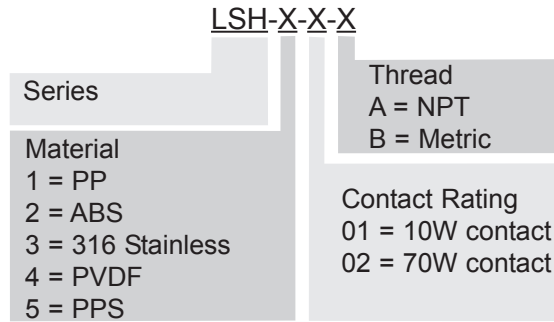 LSH-X-X-X
Series
Material
1 = PP
2 = ABS
3 = 316 Stainless
4 = PVDF
5 = PPS
Thread
A = NPT
B = Metric
Contact Rating
01 = 10W contact
02 = 70W contact